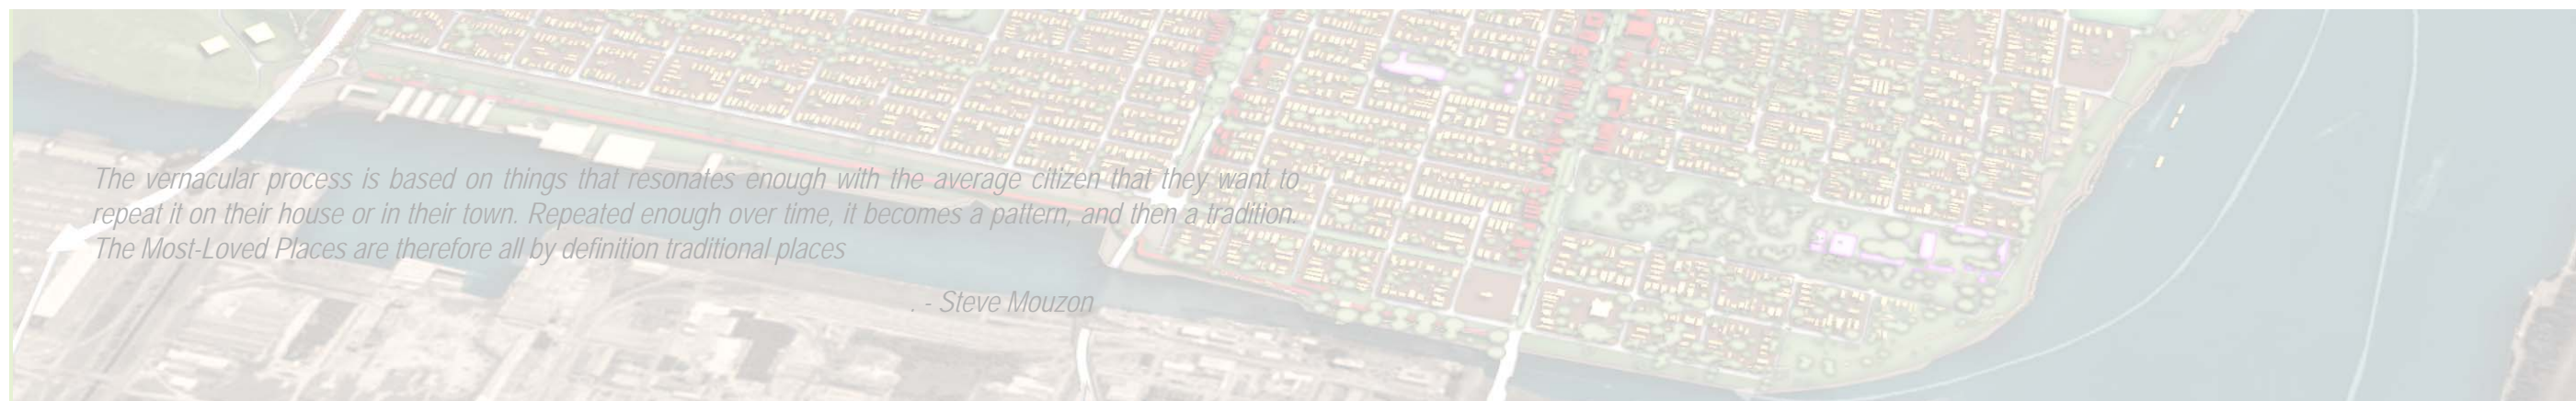 The vernacular process is based on things that resonates enough with the average citizen that they want to
repeat it on their house or in their town. Repeated enough over time, it becomes a pattern, and then a tradition.
The Most-Loved Places are therefore all by definition traditional places
. - Steve Mouzon